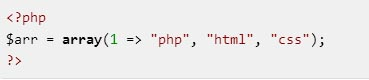 <?php
$arr = array(1 => "php", "html", "css");
?>